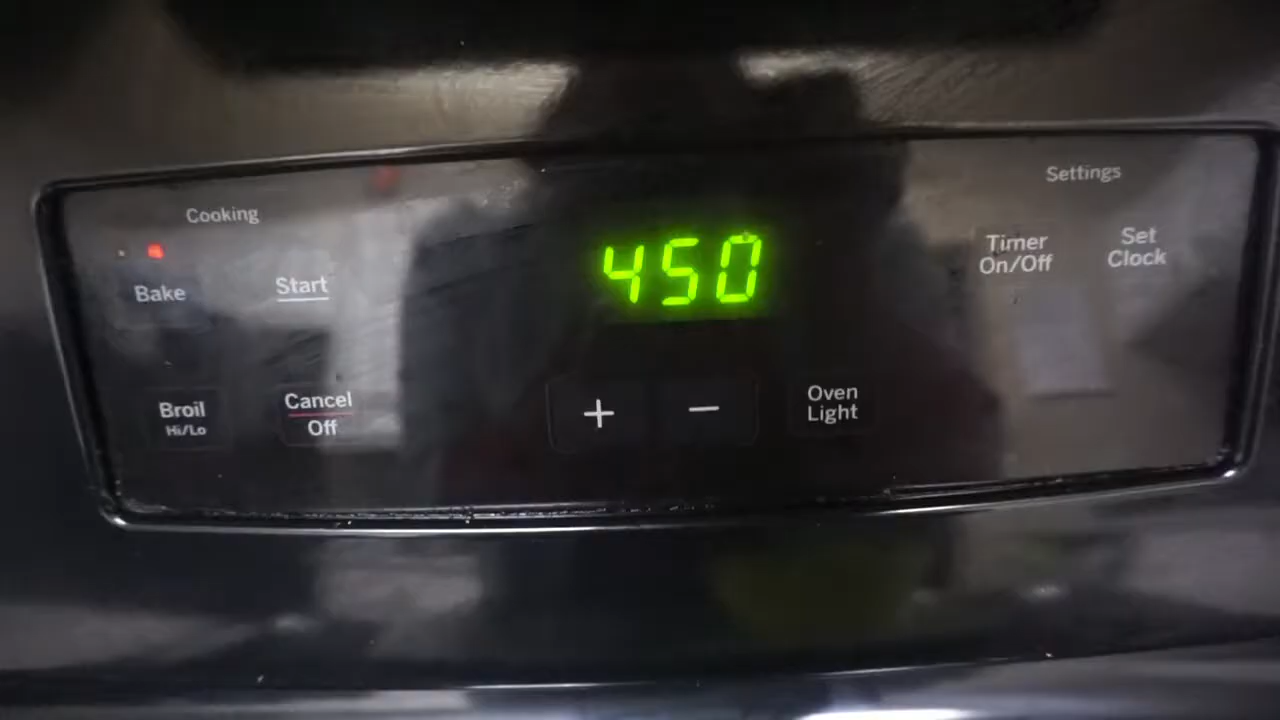 Cooking
Settings
450
Timer
On/Off
Set
Clock
Bake
Start
Broil
Hi/Lo
Cancel
Off
+
−
Oven
Light